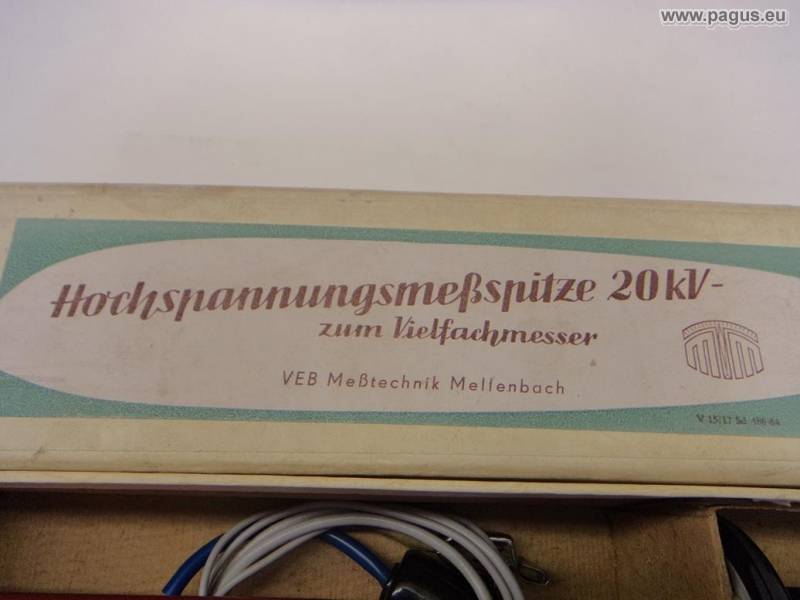 www.pagus.eu
Hochspannungsmeßspitze 20kV-
zum Vielfachmesser
VEB Meßtechnik Mellenbach